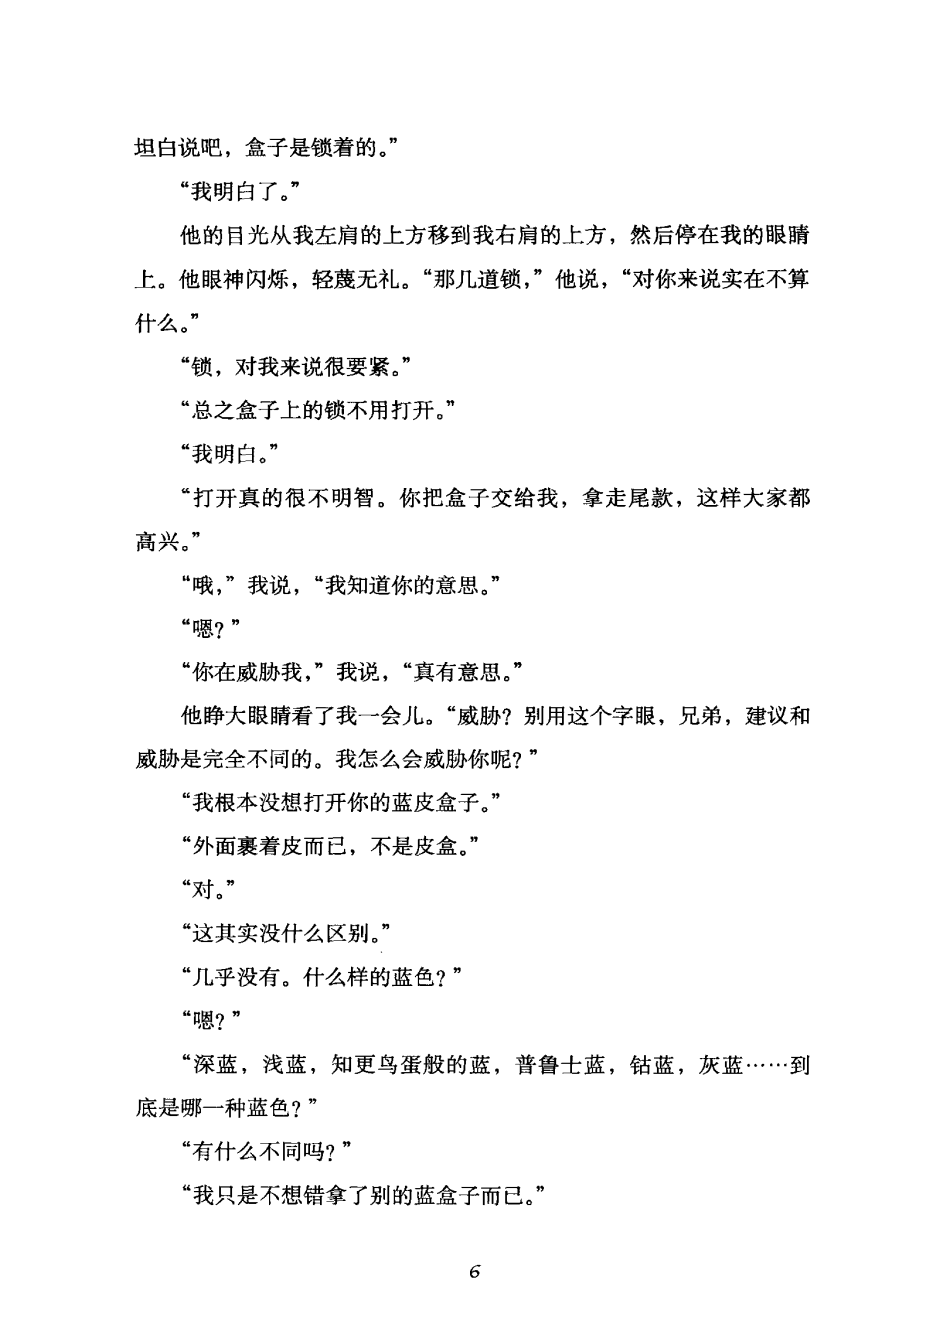 坦白说吧，盒子是锁着的。”
“我明白了。”
他的目光从我左肩的上方移到我右肩的上方，然后停在我的眼睛
上。他眼神闪烁，轻蔑无礼。“那几道锁，”他说，“对你来说实在不算
什么。”
“锁，对我来说很要紧。”
“总之盒子上的锁不用打开。”
“我明白。”
“打开真的很不明智。你把盒子交给我，拿走尾款，这样大家都
高兴。”
“哦，”我说，“我知道你的意思。”
“嗯？”
“你在威胁我，”我说，“真有意思。”
他睁大眼睛看了我一会儿。“威胁？别用这个字眼，兄弟，建议和
威胁是完全不同的。我怎么会威胁你呢？”
“我根本没想打开你的蓝皮盒子。”
“外面裹着皮而已，不是皮盒。”
“对。”
“这其实没什么区别。”
“几乎没有。什么样的蓝色？”
“嗯？”
“深蓝，浅蓝，知更鸟蛋般的蓝，普鲁士蓝，钴蓝，灰蓝……到
底是哪一种蓝色？”
“有什么不同吗？”
“我只是不想错拿了别的蓝盒子而已。”
6